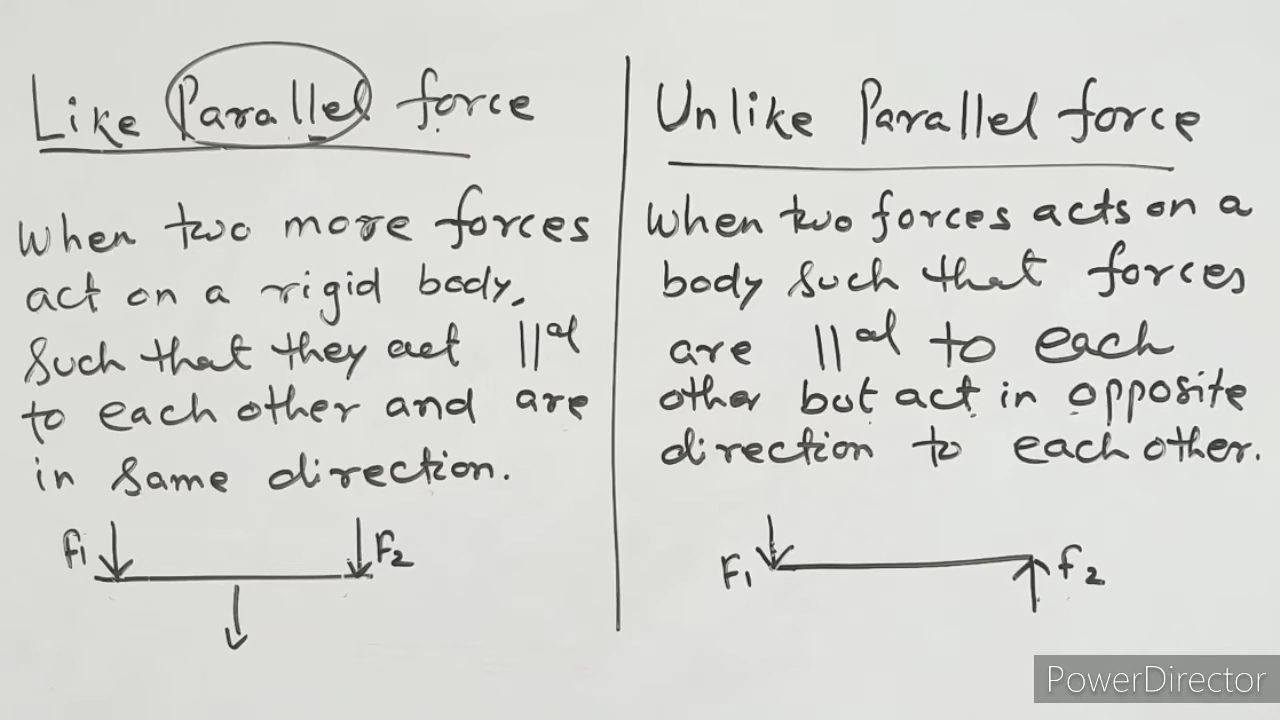 Like Parallel force
When two more forces
act on a rigid body.
Such that they act ||al
to each other and are
in same direction.
F1
F2
Unlike Parallel force
When two forces acts on a
body such that forces
are ||al to each
other but act in opposite
direction to each other.
F1
f2
PowerDirector